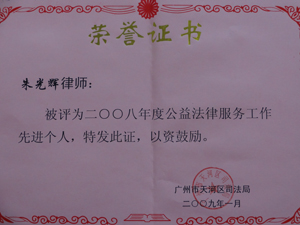 荣誉证书
朱光辉律师：
被评为二〇〇八年度公益法律服务工作
先进个人，特发此证，以资鼓励。
广州市天河区司法局
二〇〇九年一月